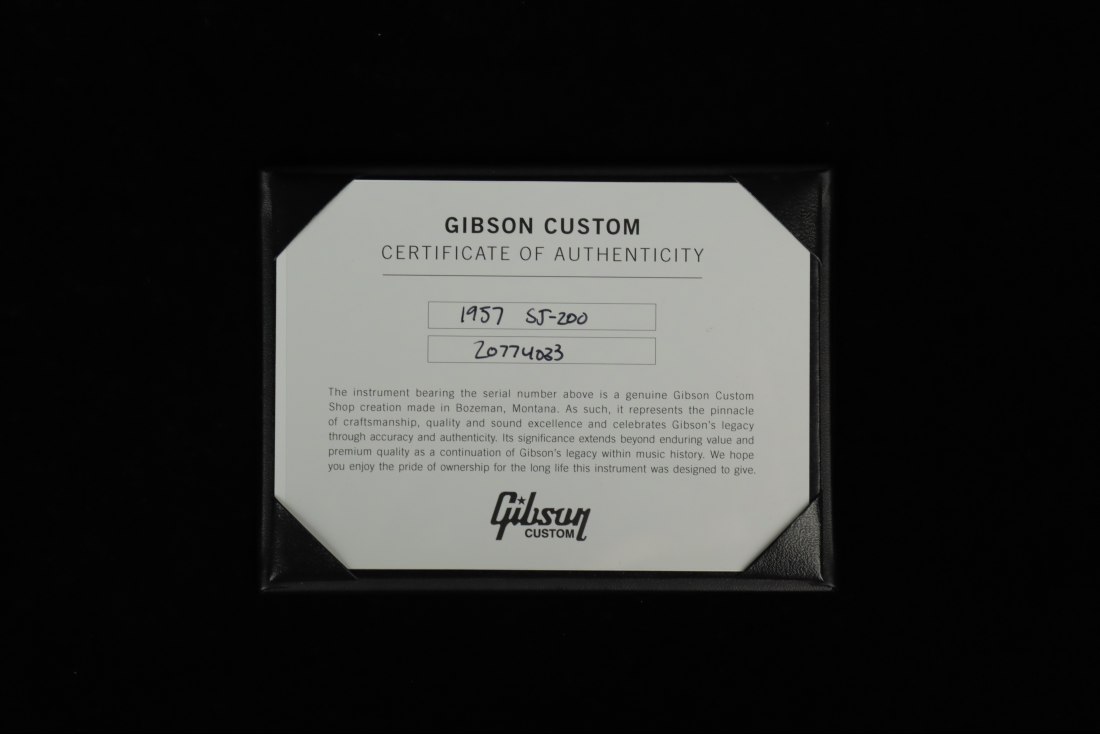 GIBSON CUSTOM
CERTIFICATE OF AUTHENTICITY
1957 SJ-200
20774033
The instrument bearing the serial number above is a genuine Gibson Custom
Shop creation made in Bozeman, Montana. As such, it represents the pinnacle
of craftsmanship, quality and sound excellence and celebrates Gibson's legacy
through accuracy and authenticity. Its significance extends beyond enduring value and
premium quality as a continuation of Gibson's legacy within music history. We hope
you enjoy the pride of ownership for the long life this instrument was designed to give.
Gibson
CUSTOM